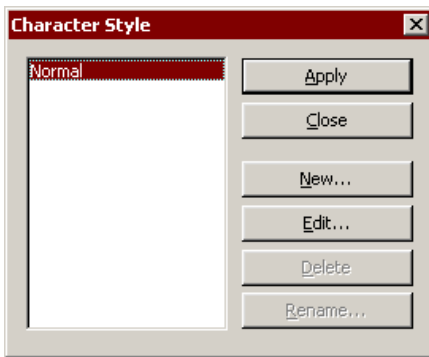 Character Style
Normal
Apply
Close
New...
Edit...
Delete
Rename...